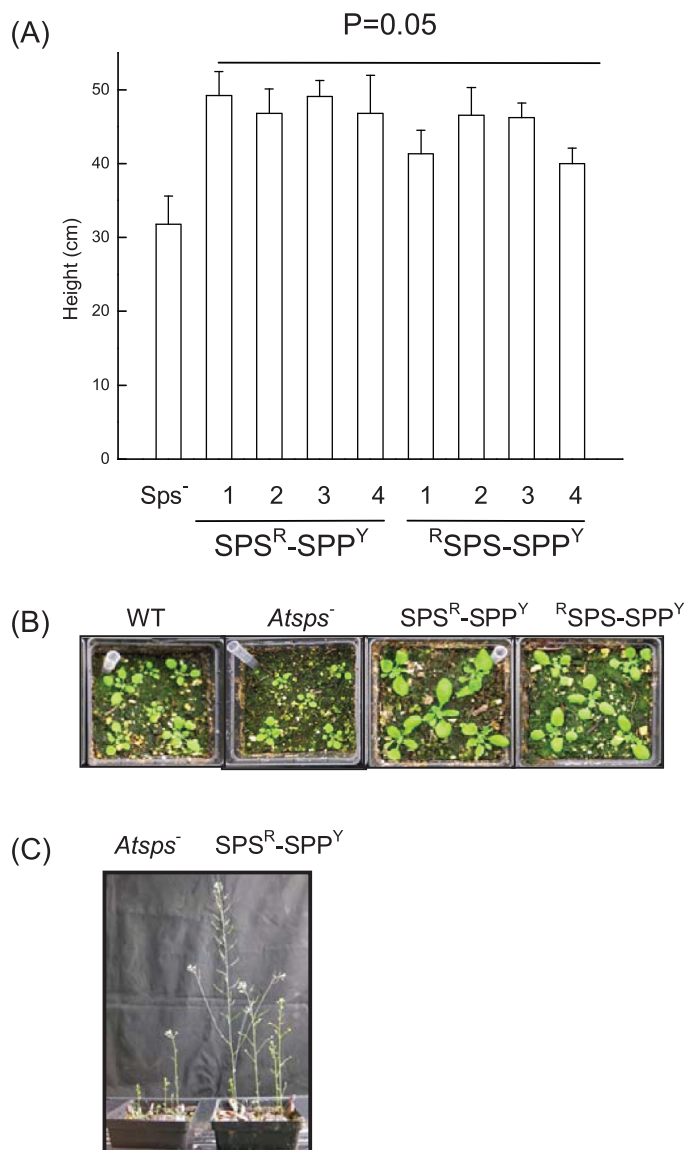 (A)
P=0.05
Height (cm)
50
40
30
20
10
0
Sps⁻ 1 2 3 4 1 2 3 4
SPSᴿ-SPPʸ ᴿSPS-SPPʸ
(B)
WT Atsps⁻ SPSᴿ-SPPʸ ᴿSPS-SPPʸ
(C)
Atsps⁻ SPSᴿ-SPPʸ